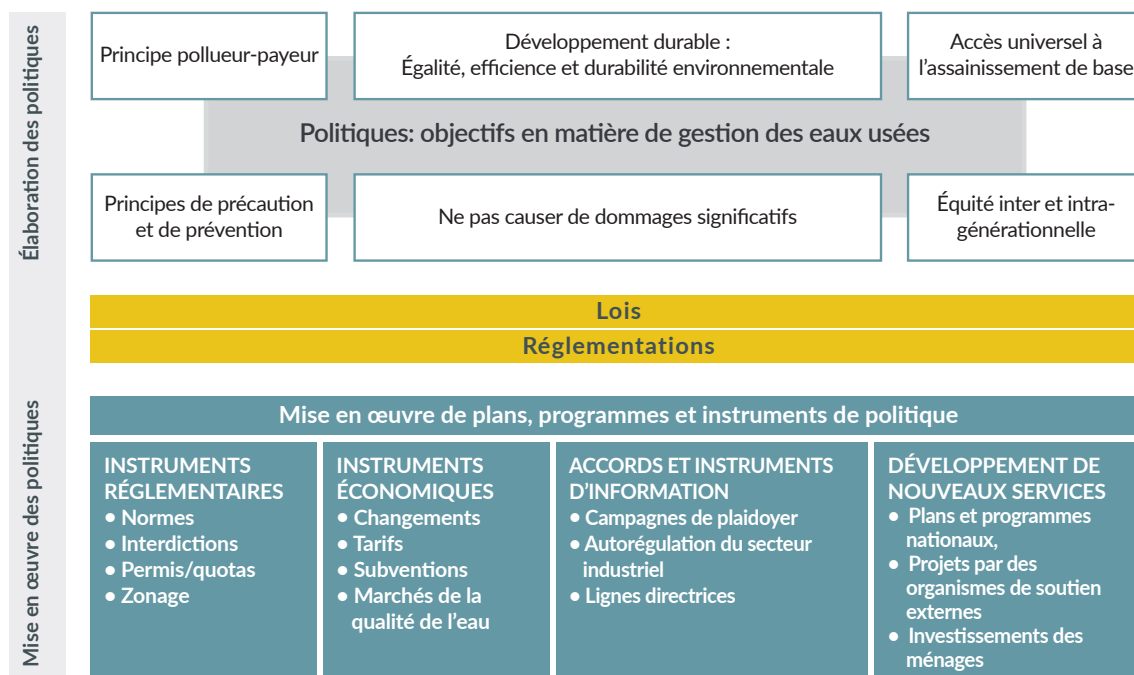 Élaboration des politiques
Principe pollueur-payeur
Développement durable :
Égalité, efficience et durabilité environnementale
Accès universel à
l’assainissement de base
Politiques: objectifs en matière de gestion des eaux usées
Principes de précaution
et de prévention
Ne pas causer de dommages significatifs
Équité inter et intra-
générationnelle
Lois
Réglementations
Mise en œuvre des politiques
Mise en œuvre de plans, programmes et instruments de politique
INSTRUMENTS
RÉGLEMENTAIRES
• Normes
• Interdictions
• Permis/quotas
• Zonage
INSTRUMENTS
ÉCONOMIQUES
• Changements
• Tarifs
• Subventions
• Marchés de la
qualité de l’eau
ACCORDS ET INSTRUMENTS
D’INFORMATION
• Campagnes de plaidoyer
• Autorégulation du secteur
industriel
• Lignes directrices
DÉVELOPPEMENT DE
NOUVEAUX SERVICES
• Plans et programmes
nationaux,
• Projets par des
organismes de soutien
externes
• Investissements des
ménages